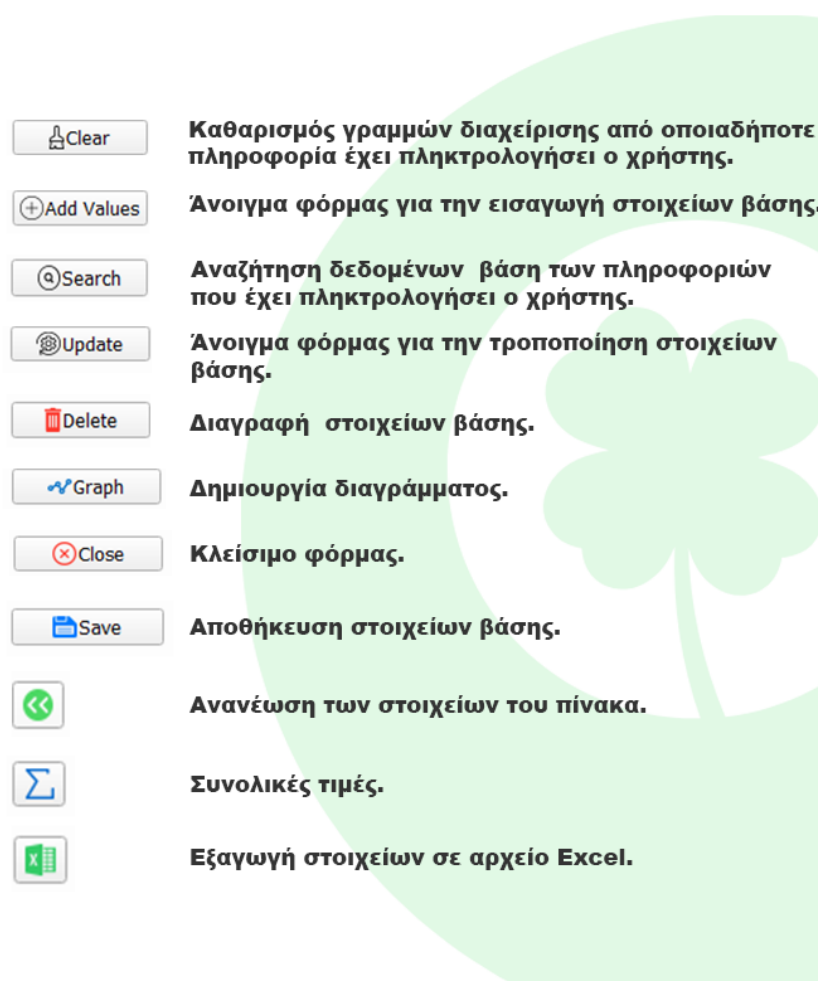 Clear
Καθαρισμός γραμμών διαχείρισης από οποιαδήποτε
πληροφορία έχει πληκτρολογήσει ο χρήστης.
Add Values
Άνοιγμα φόρμας για την εισαγωγή στοιχείων βάσης.
Search
Αναζήτηση δεδομένων  βάση των πληροφοριών
που έχει πληκτρολογήσει ο χρήστης.
Update
Άνοιγμα φόρμας για την τροποποίηση στοιχείων
βάσης.
Delete
Διαγραφή  στοιχείων βάσης.
Graph
Δημιουργία διαγράμματος.
Close
Κλείσιμο φόρμας.
Save
Αποθήκευση στοιχείων βάσης.
Ανανέωση των στοιχείων του πίνακα.
Σ
Συνολικές τιμές.
X
Εξαγωγή στοιχείων σε αρχείο Excel.